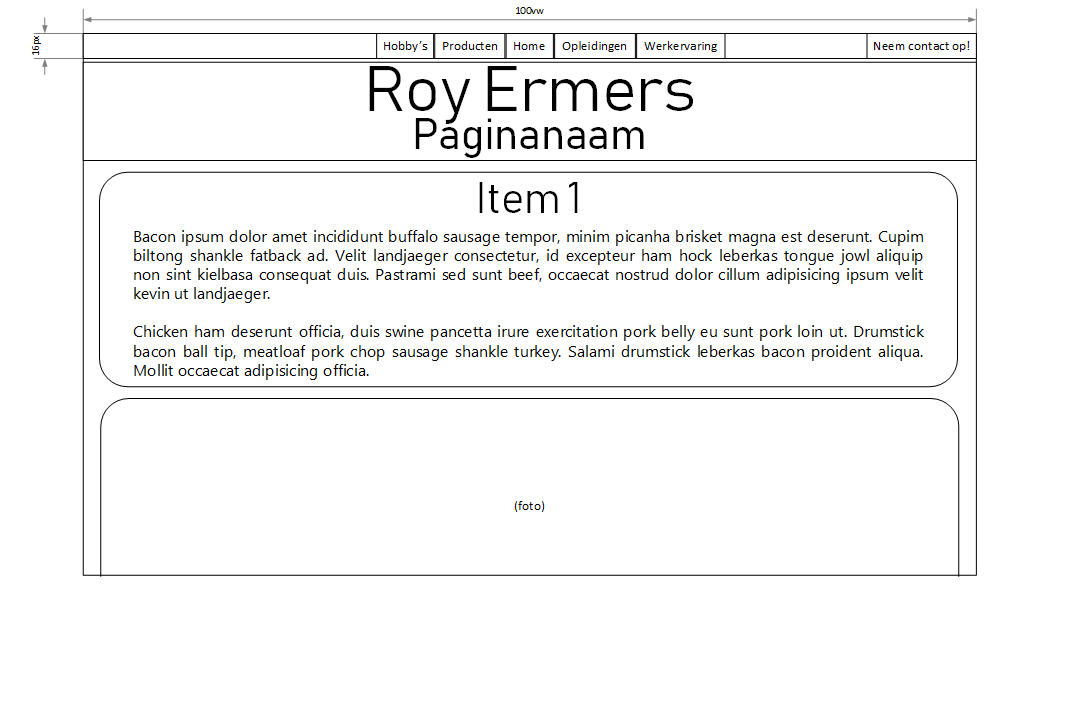 100vw
16px
Hobby's Producten Home Opleidingen Werkervaring Neem contact op!
Roy Ermers
Paginanaam
Item 1
Bacon ipsum dolor amet incididunt buffalo sausage tempor, minim picanha brisket magna est deserunt. Cupim
biltong shankle fatback ad. Velit landjaeger consectetur, id excepteur ham hock leberkas tongue jowl aliquip
non sint kielbasa consequat duis. Pastrami sed sunt beef, occaecat nostrud dolor cillum adipisicing ipsum velit
kevin ut landjaeger.
Chicken ham deserunt officia, duis swine pancetta irure exercitation pork belly eu sunt pork loin ut. Drumstick
bacon ball tip, meatloaf pork chop sausage shankle turkey. Salami drumstick leberkas bacon proident aliqua.
Mollit occaecat adipisicing officia.
(foto)